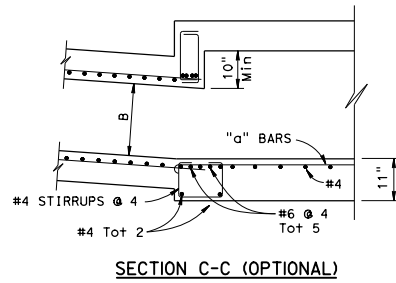 10"
Min
B
"a" BARS
#4
11"
#4 STIRRUPS @ 4
#6 @ 4
Tot 5
#4 Tot 2
SECTION C-C (OPTIONAL)